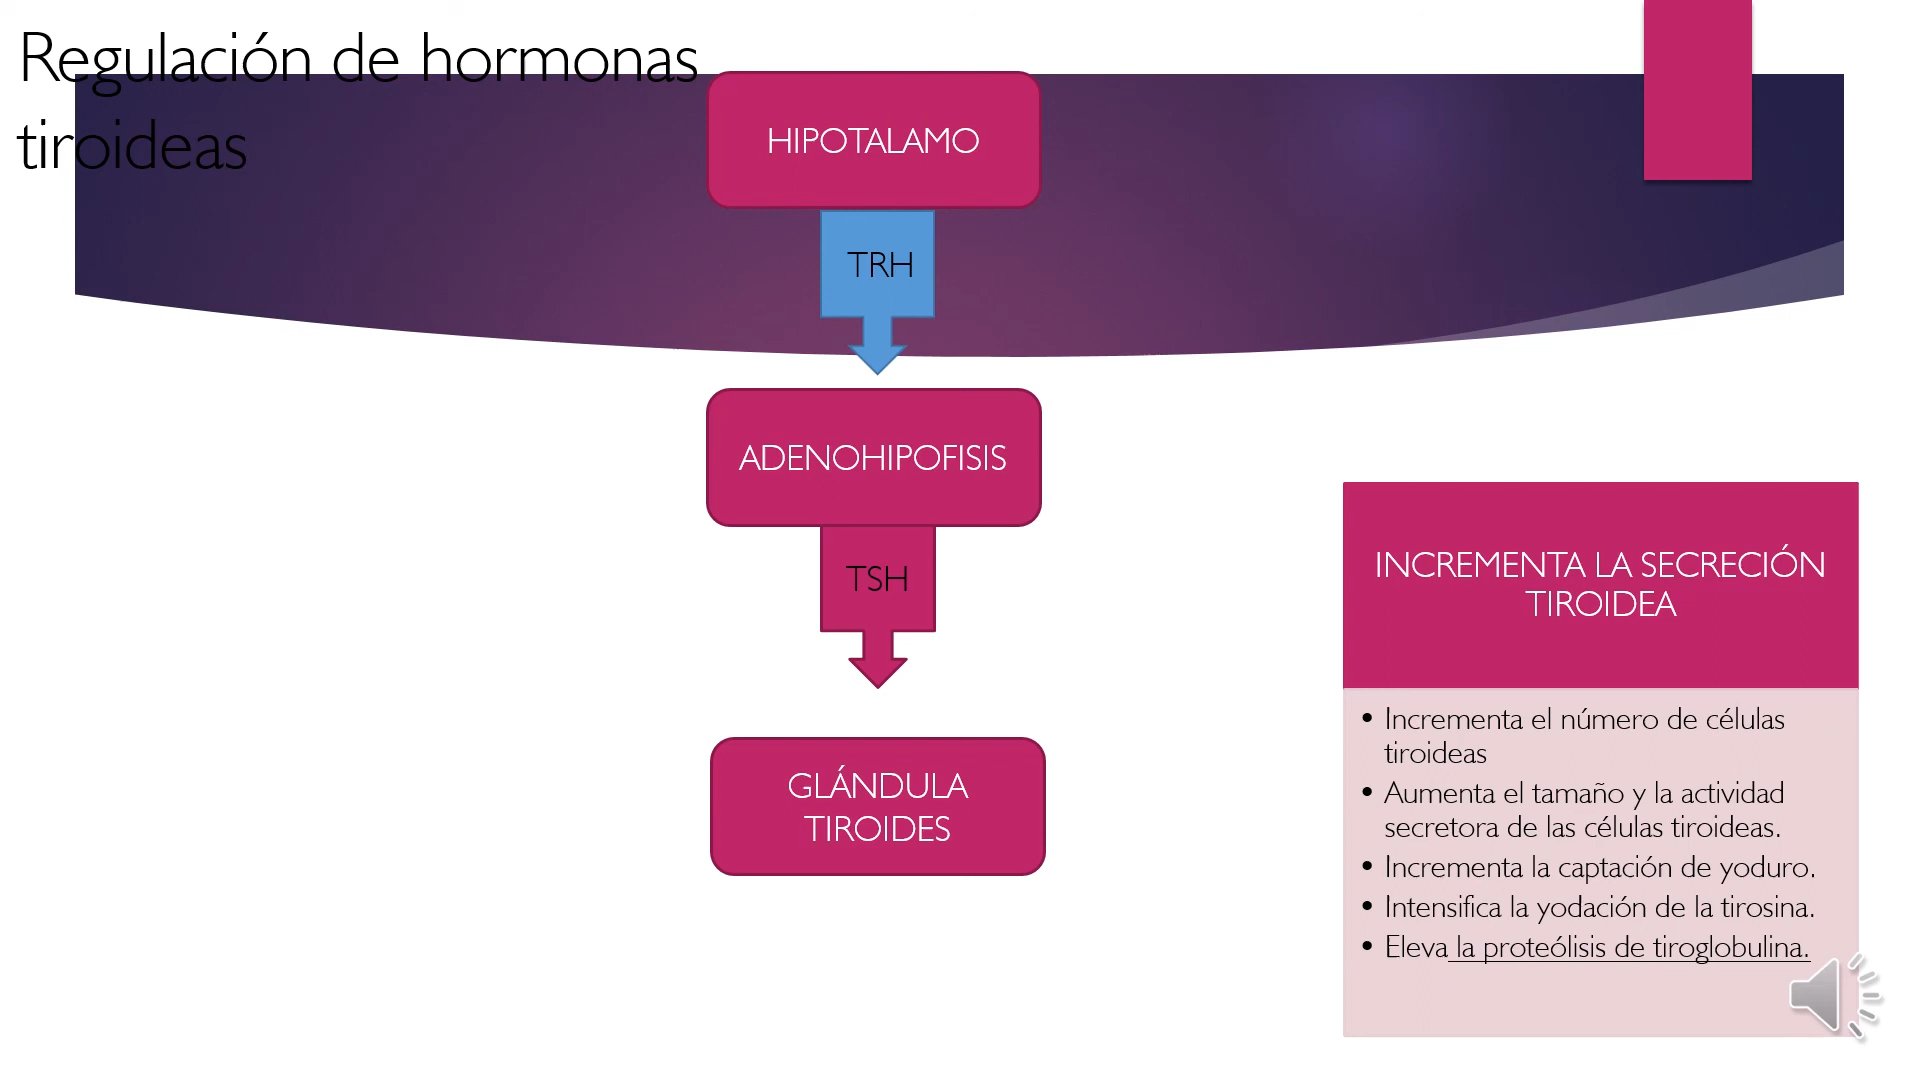 Regulación de hormonas
tiroideas
HIPOTALAMO
TRH
ADENOHIPOFISIS
TSH
GLÁNDULA
TIROIDES
INCREMENTA LA SECRECIÓN
TIROIDEA
• Incrementa el número de células
tiroideas
• Aumenta el tamaño y la actividad
secretora de las células tiroideas.
• Incrementa la captación de yoduro.
• Intensifica la yodación de la tirosina.
• Eleva la proteólisis de tiroglobulina.